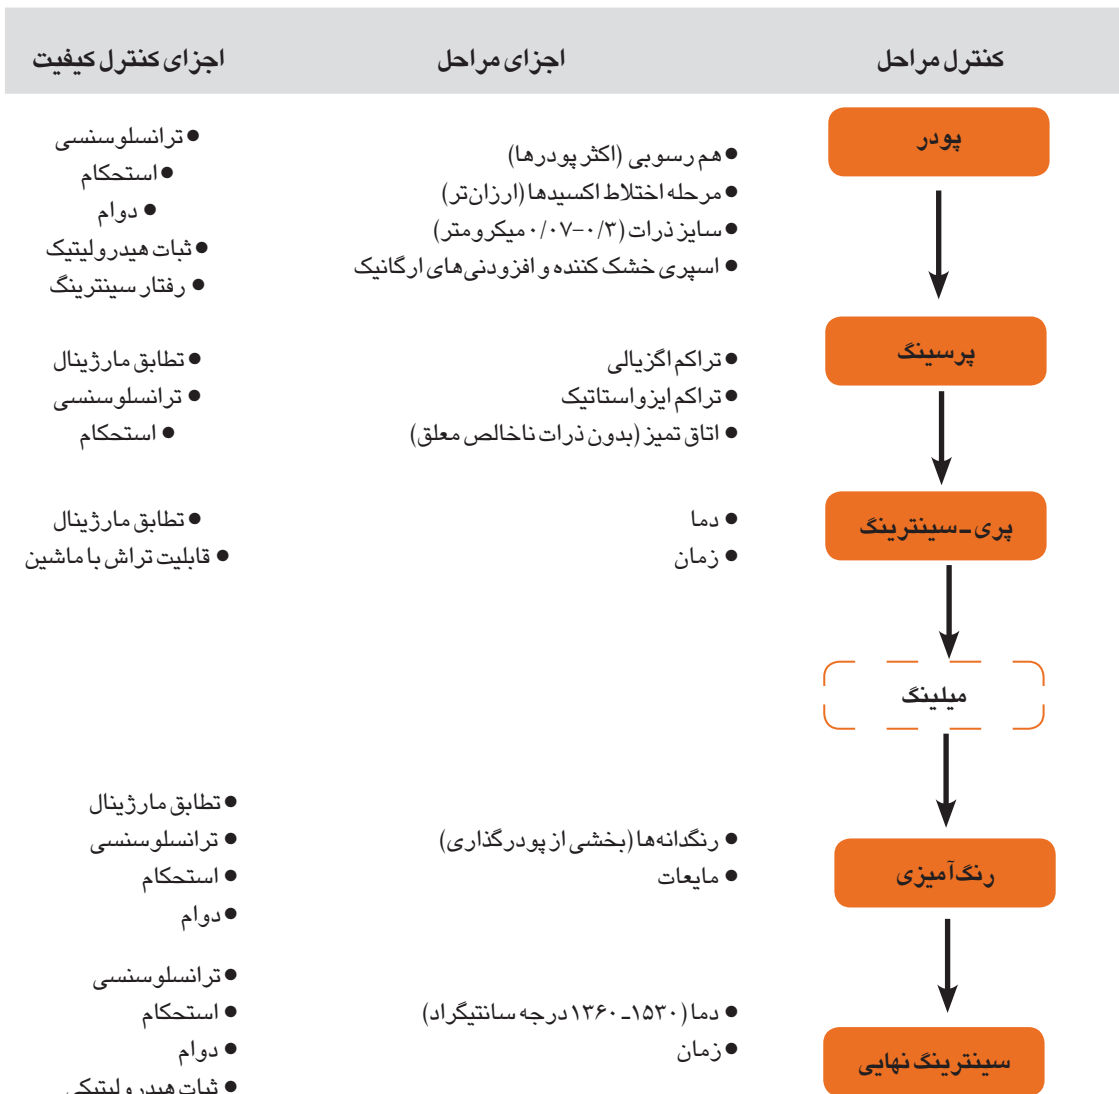 کنترل مراحل
اجزای مراحل
اجزای کنترل کیفیت
پودر
● هم رسوبی (اکثر پودرها)
● مرحله اختلاط اکسیدها (ارزان‌تر)
● سایز ذرات (۰/۳–۰/۰۷ میکرومتر)
● اسپری خشک کننده و افزودنی‌های ارگانیک
● ترانسلوسنسی
● استحکام
● دوام
● ثبات هیدرولیتیک
● رفتار سینترینگ
پرسینگ
● تراکم اگزیالی
● تراکم ایزواستاتیک
● اتاق تمیز (بدون ذرات ناخالص معلق)
● تطابق مارژینال
● ترانسلوسنسی
● استحکام
پری ـ سینترینگ
● دما
● زمان
● تطابق مارژینال
● قابلیت تراش با ماشین
میلینگ
رنگ‌آمیزی
● رنگدانه‌ها (بخشی از پودرگذاری)
● مایعات
● تطابق مارژینال
● ترانسلوسنسی
● استحکام
● دوام
سینترینگ نهایی
● دما (۱۵۳۰ـ ۱۳۶۰ درجه سانتیگراد)
● زمان
● ترانسلوسنسی
● استحکام
● دوام
● ثبات هیدرولیتیکی